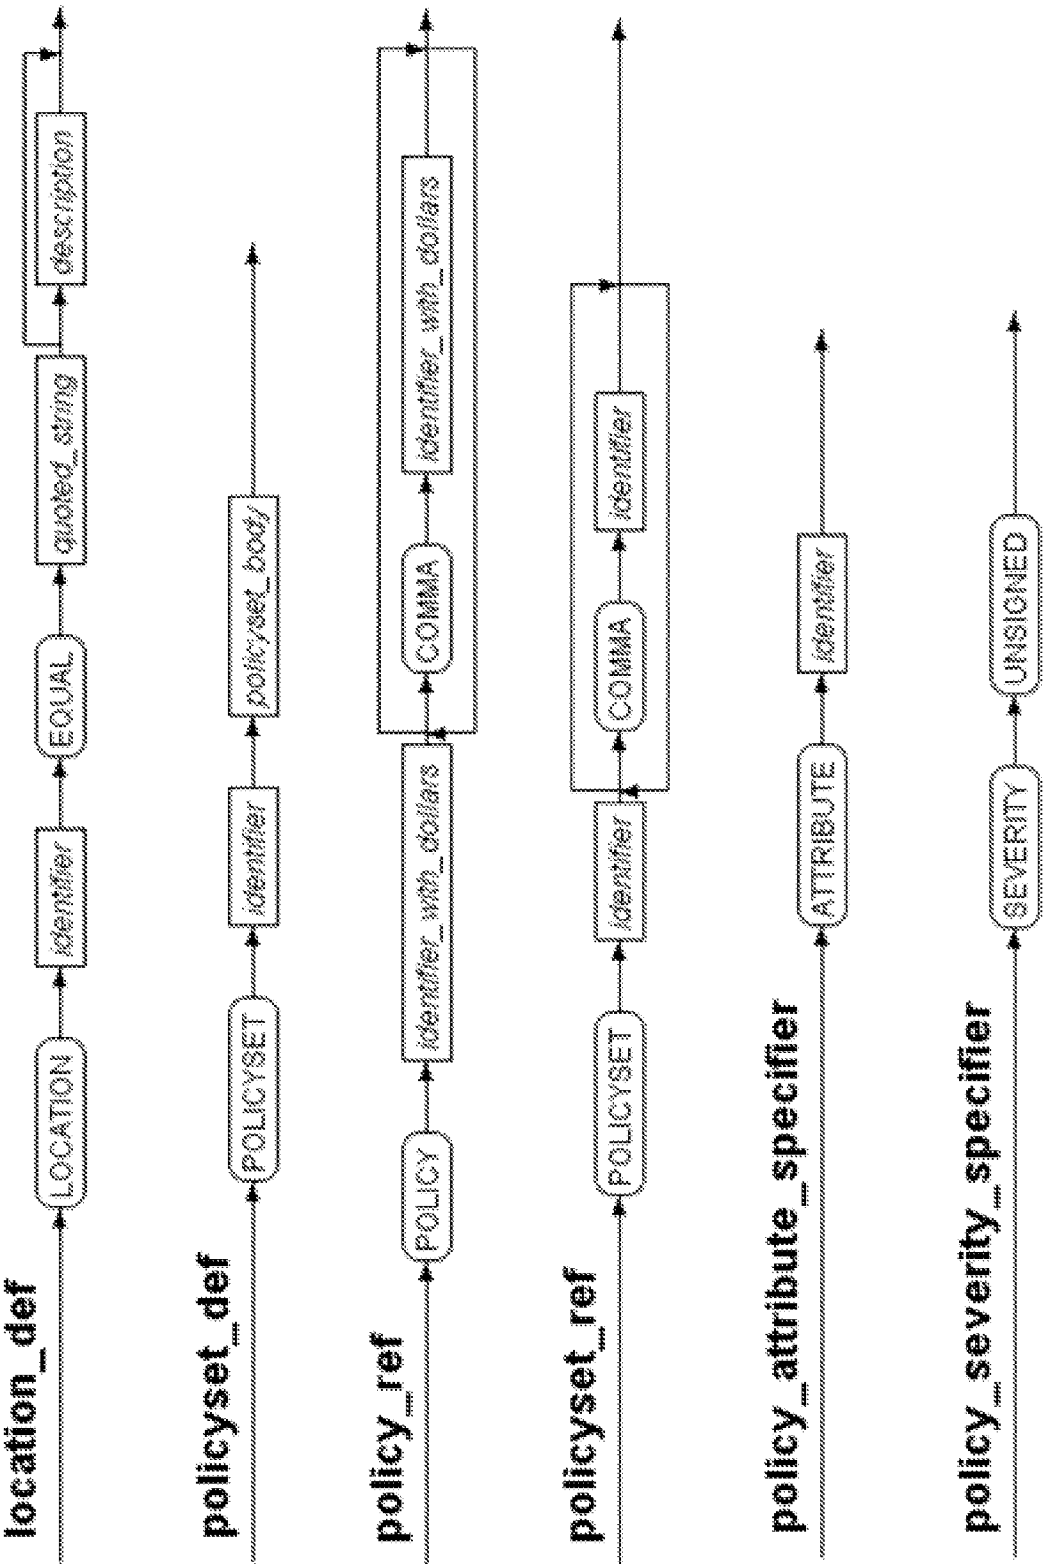 location_def
LOCATION identifier EQUAL quoted_string description
policyset_def
POLICYSET identifier policyset_body
policy_ref
POLICY identifier_with_dollars COMMA identifier_with_dollars
policyset_ref
POLICYSET identifier COMMA identifier
policy_attribute_specifier
ATTRIBUTE identifier
policy_severity_specifier
SEVERITY UNSIGNED